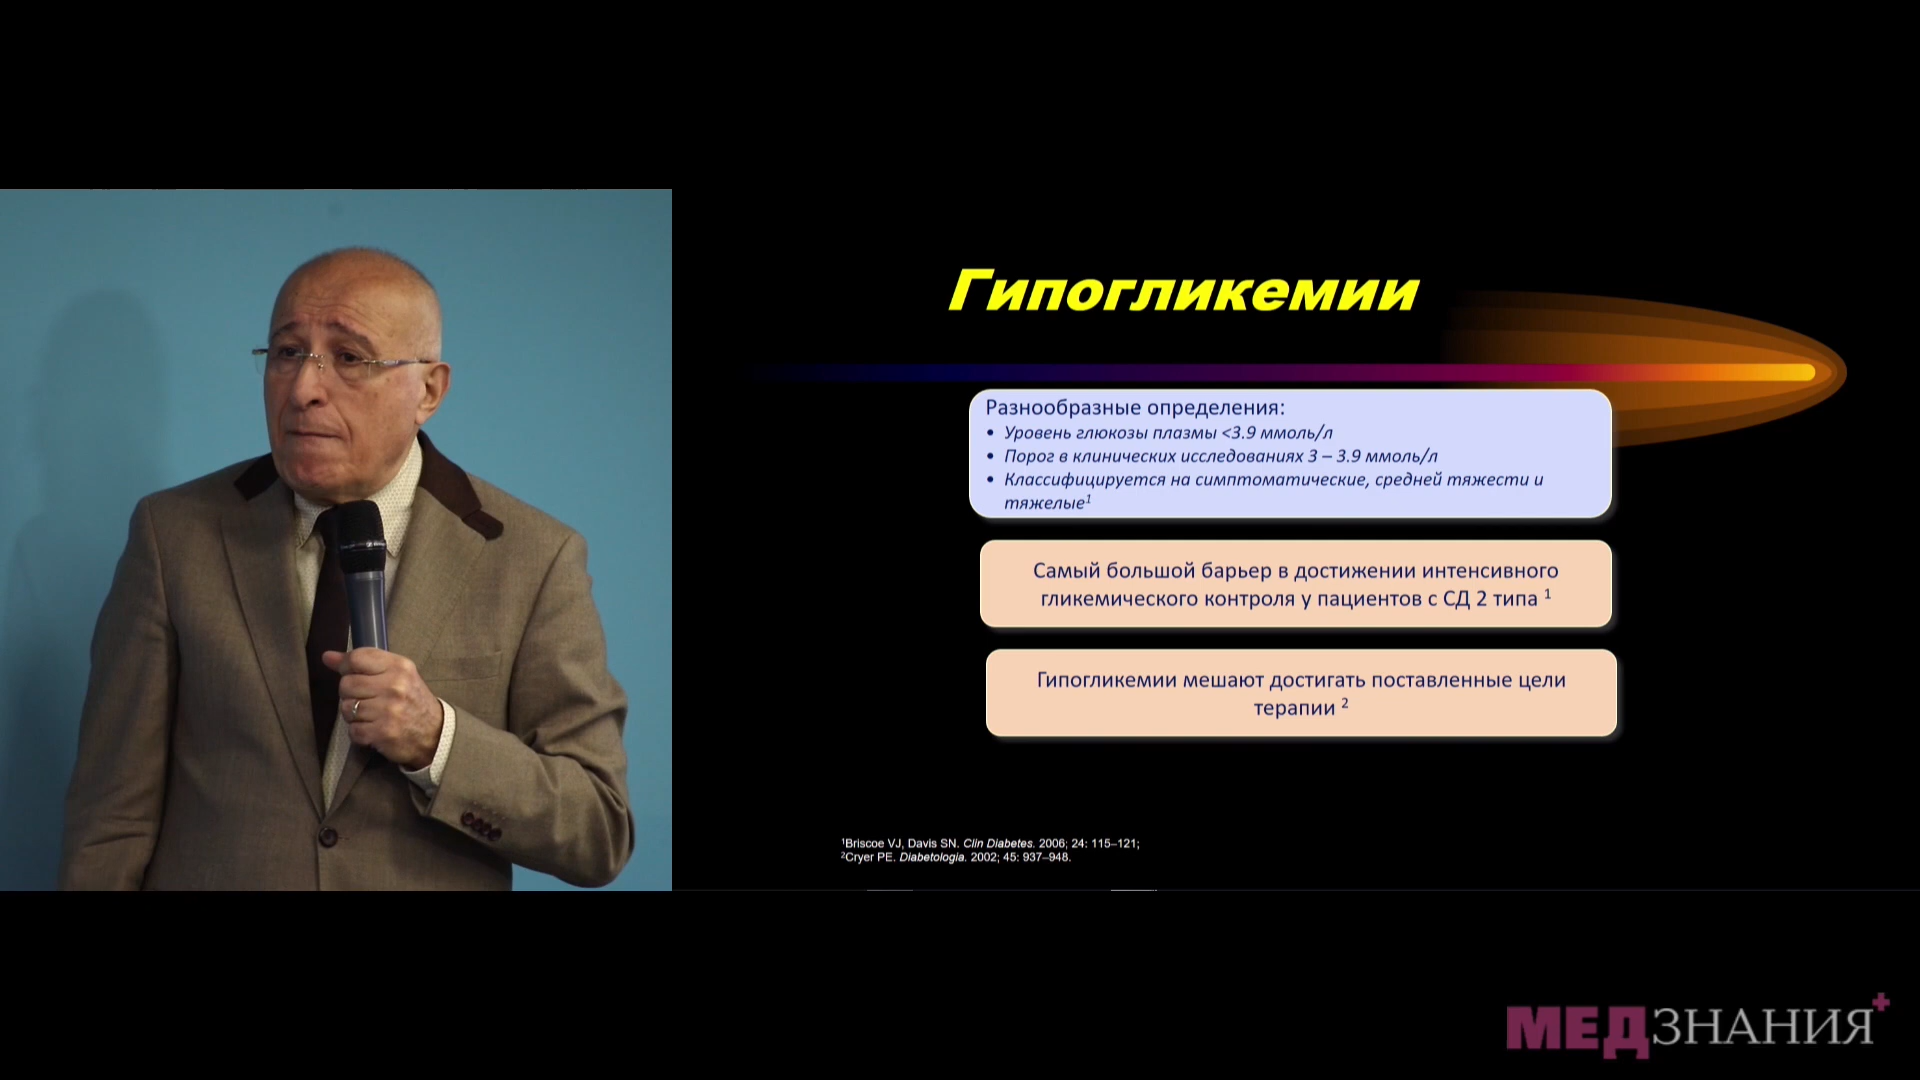 Гипогликемии
Разнообразные определения:
• Уровень глюкозы плазмы <3.9 ммоль/л
• Порог в клинических исследованиях 3 – 3.9 ммоль/л
• Классифицируется на симптоматические, средней тяжести и
тяжелые¹
Самый большой барьер в достижении интенсивного
гликемического контроля у пациентов с СД 2 типа ¹
Гипогликемии мешают достигать поставленные цели
терапии ²
¹Briscoe VJ, Davis SN. Clin Diabetes. 2006; 24: 115–121;
²Cryer PE. Diabetologia. 2002; 45: 937–948.
МЕДЗНАНИЯ+